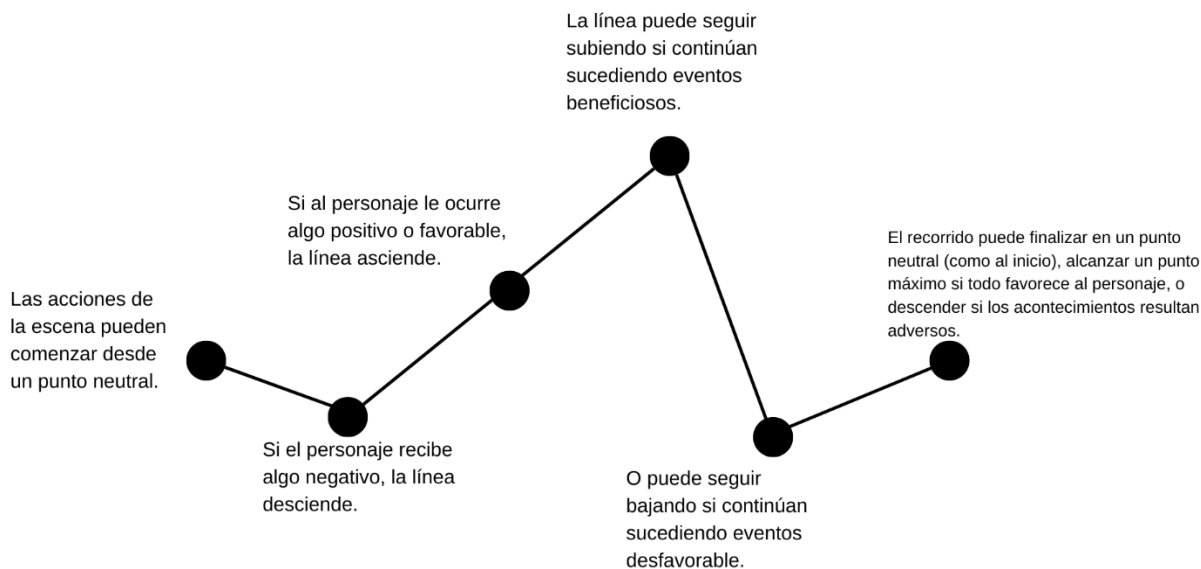 Las acciones de
la escena pueden
comenzar desde
un punto neutral.
Si el personaje recibe
algo negativo, la línea
desciende.
Si al personaje le ocurre
algo positivo o favorable,
la línea asciende.
La línea puede seguir
subiendo si continúan
sucediendo eventos
beneficiosos.
O puede seguir
bajando si continúan
sucediendo eventos
desfavorable.
El recorrido puede finalizar en un punto
neutral (como al inicio), alcanzar un punto
máximo si todo favorece al personaje, o
descender si los acontecimientos resultan
adversos.